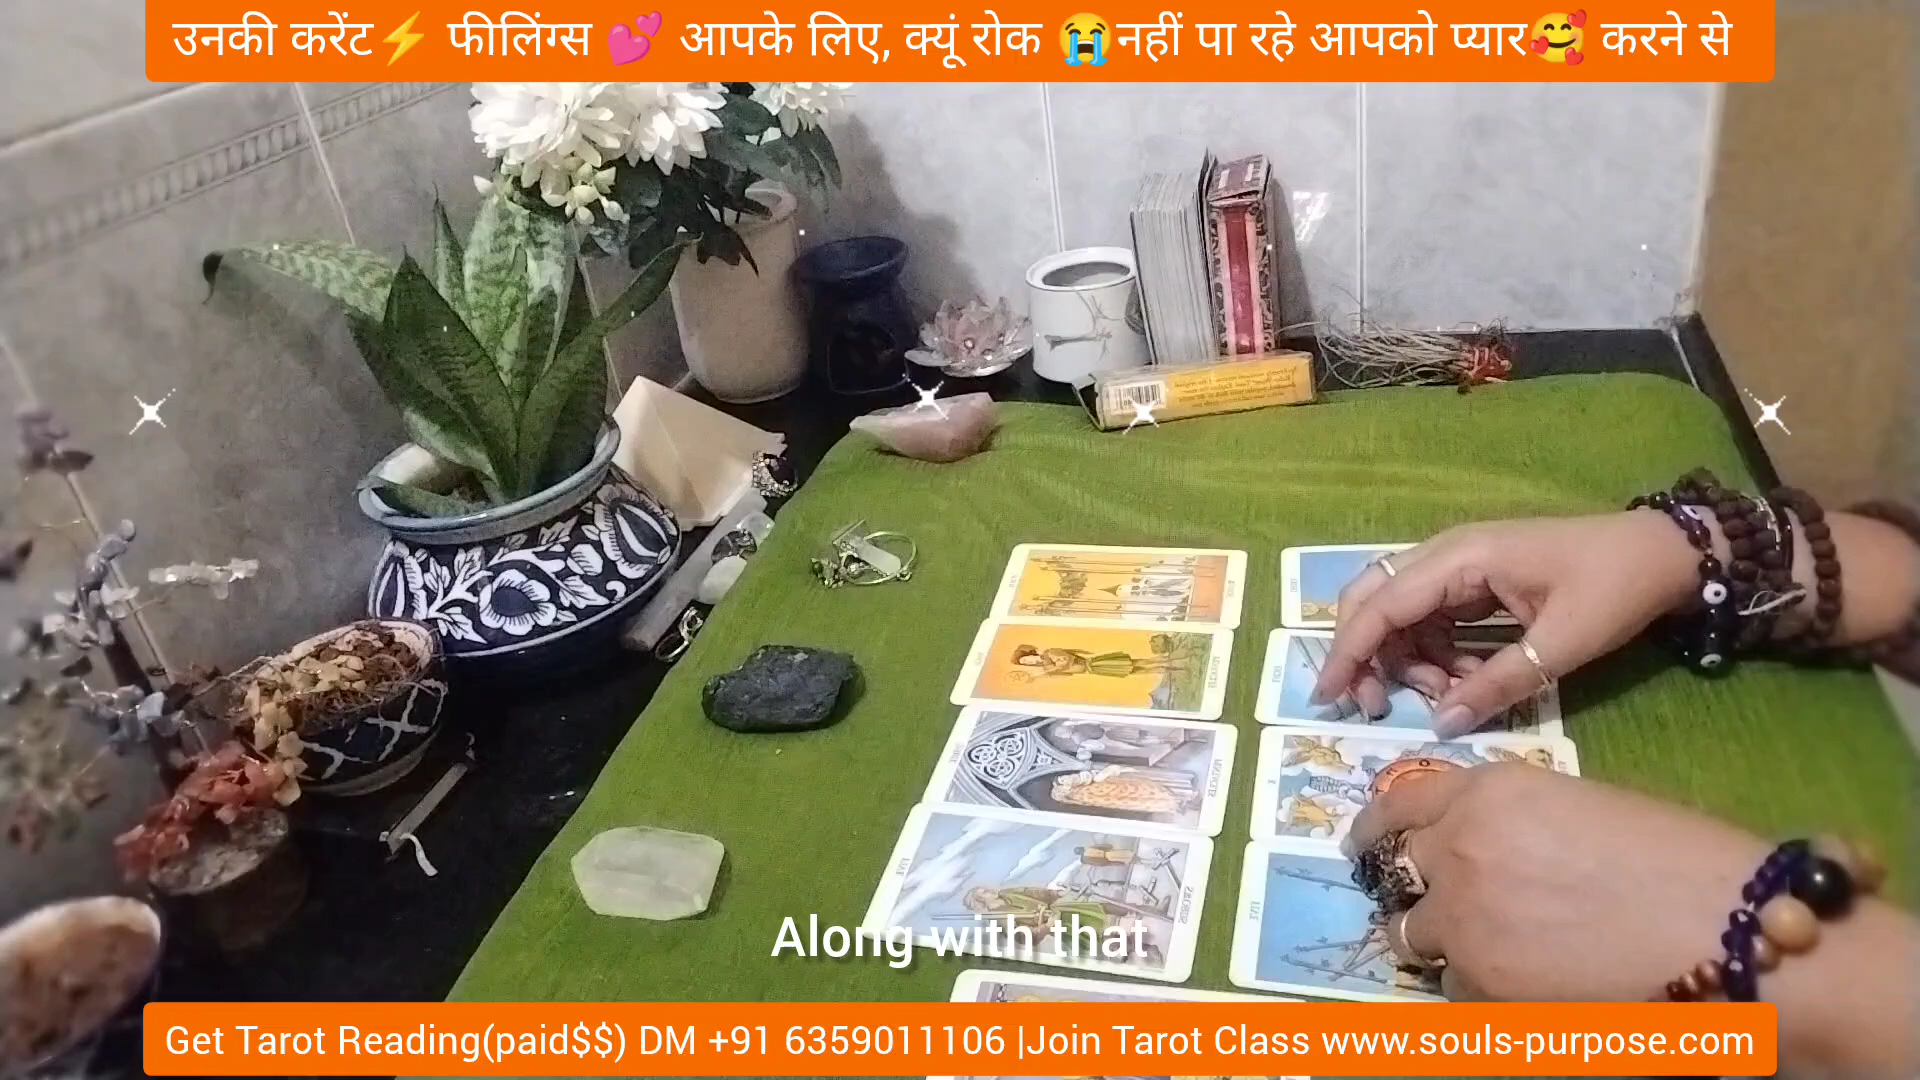 उनकी करेंट⚡ फीलिंग्स 💕 आपके लिए, क्यूं रोक 😭नहीं पा रहे आपको प्यार🥰 करने से
Along with that
Get Tarot Reading(paid$$) DM +91 6359011106 |Join Tarot Class www.souls-purpose.com